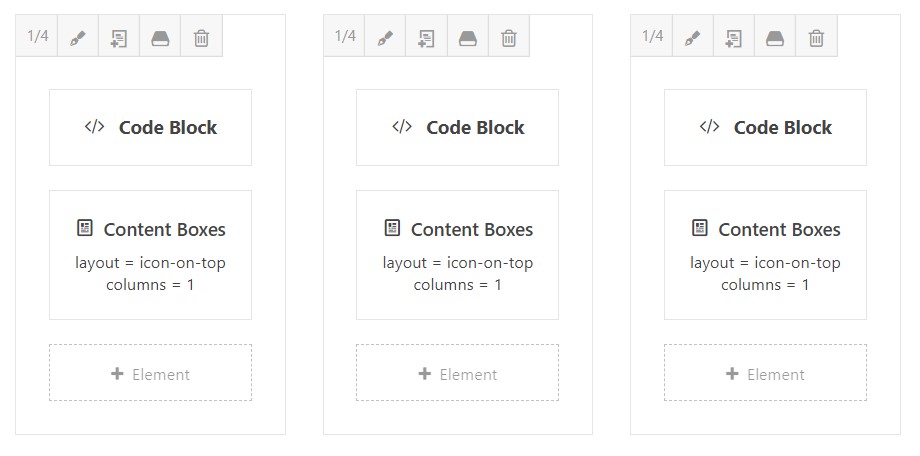 1/4
</> Code Block
Content Boxes
layout = icon-on-top
columns = 1
+ Element
1/4
</> Code Block
Content Boxes
layout = icon-on-top
columns = 1
+ Element
1/4
</> Code Block
Content Boxes
layout = icon-on-top
columns = 1
+ Element